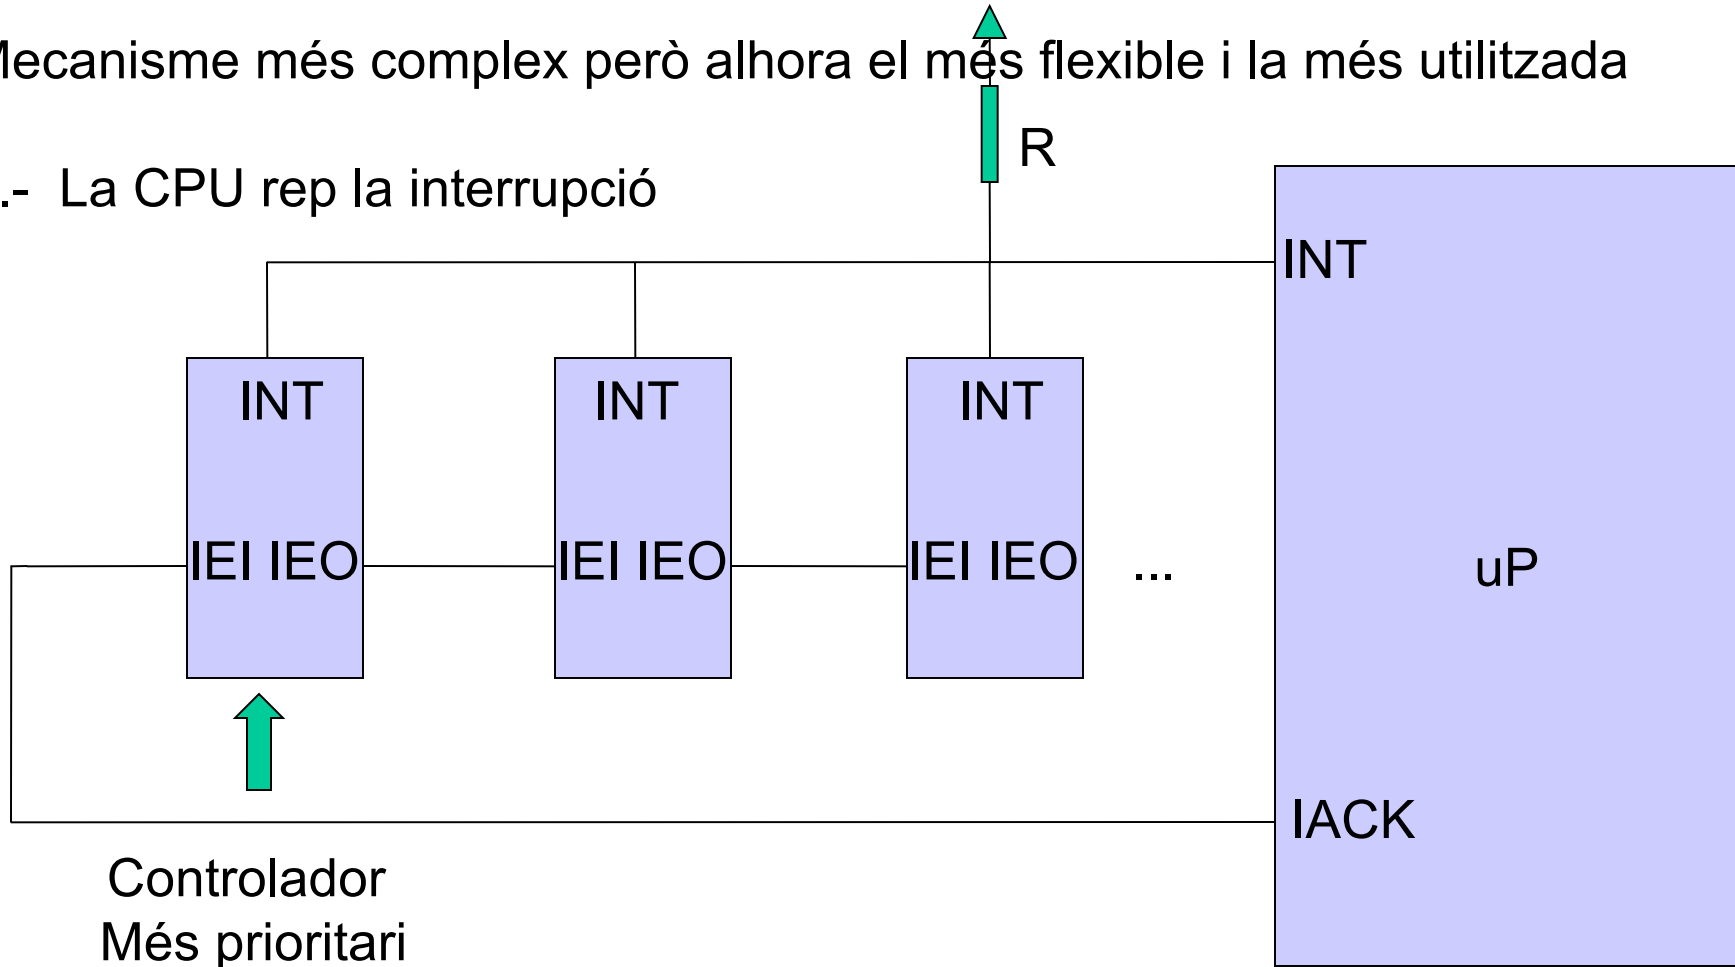 Mecanisme més complex però alhora el més flexible i la més utilitzada
R
.- La CPU rep la interrupció
INT
INT
INT
INT
IEI IEO
IEI IEO
IEI IEO
...
uP
IACK
Controlador
Més prioritari